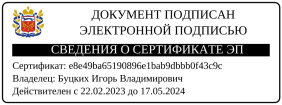 ДОКУМЕНТ ПОДПИСАН
ЭЛЕКТРОННОЙ ПОДПИСЬЮ
СВЕДЕНИЯ О СЕРТИФИКАТЕ ЭП
Сертификат: e8e49ba65190896e1bab9dbbb0f43c9c
Владелец: Буцких Игорь Владимирович
Действителен с 22.02.2023 до 17.05.2024